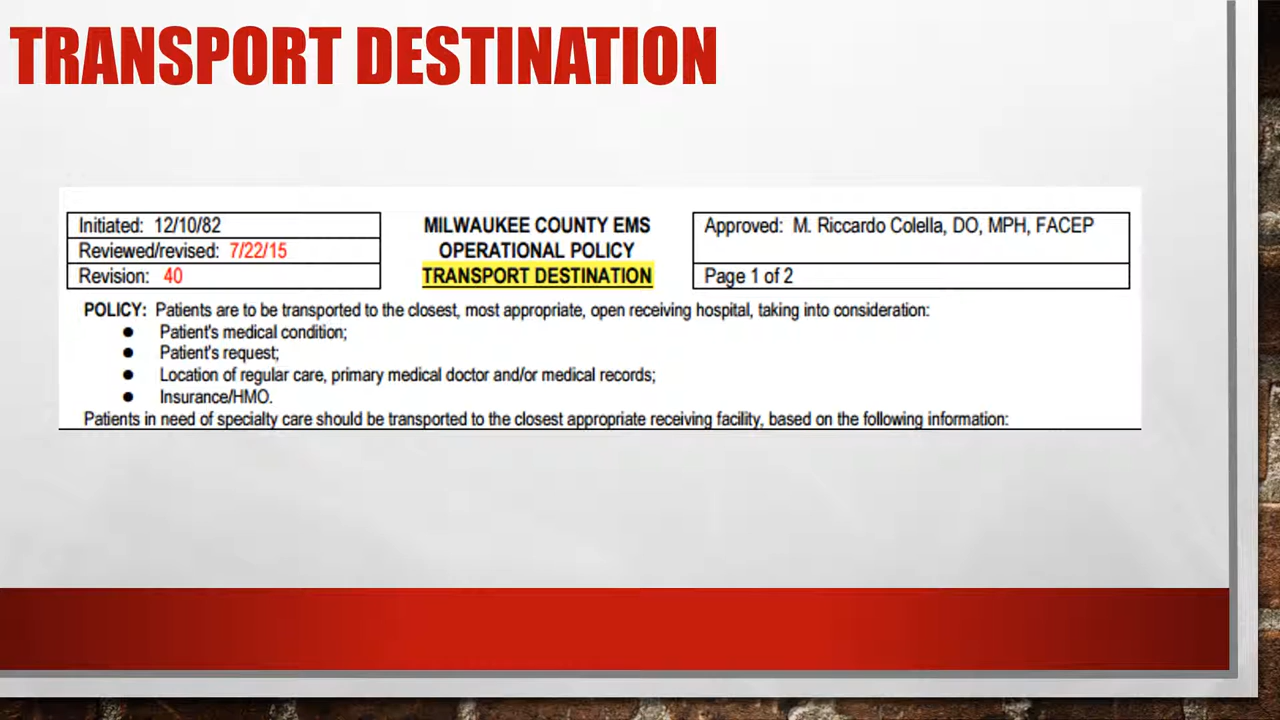 TRANSPORT DESTINATION
Initiated: 12/10/82
Reviewed/revised: 7/22/15
Revision: 40
MILWAUKEE COUNTY EMS
OPERATIONAL POLICY
TRANSPORT DESTINATION
Approved: M. Riccardo Colella, DO, MPH, FACEP
Page 1 of 2
POLICY: Patients are to be transported to the closest, most appropriate, open receiving hospital, taking into consideration:
● Patient's medical condition;
● Patient's request;
● Location of regular care, primary medical doctor and/or medical records;
● Insurance/HMO.
Patients in need of specialty care should be transported to the closest appropriate receiving facility, based on the following information: